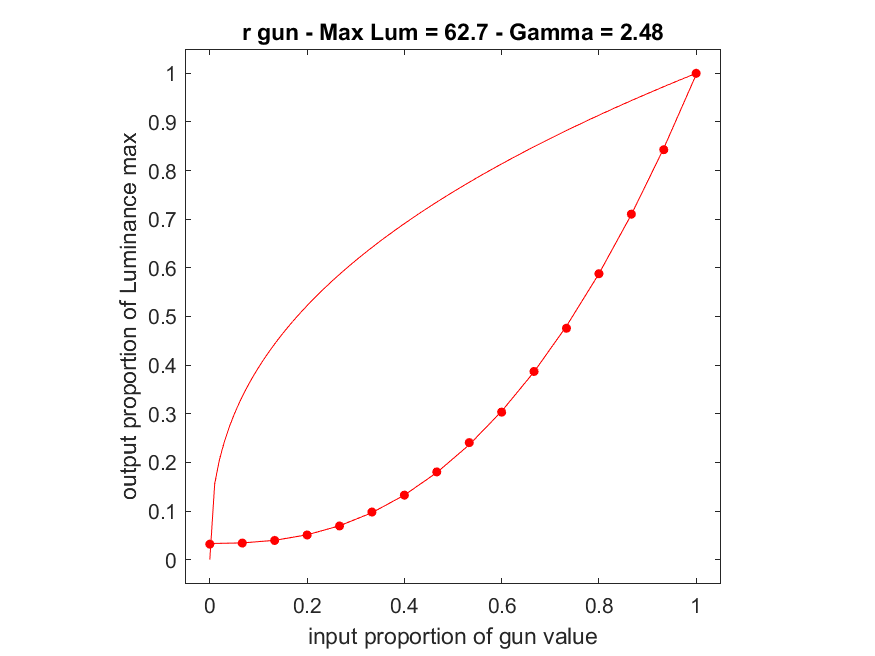 r gun - Max Lum = 62.7 - Gamma = 2.48
output proportion of Luminance max
1
0.9
0.8
0.7
0.6
0.5
0.4
0.3
0.2
0.1
0
0 0.2 0.4 0.6 0.8 1
input proportion of gun value